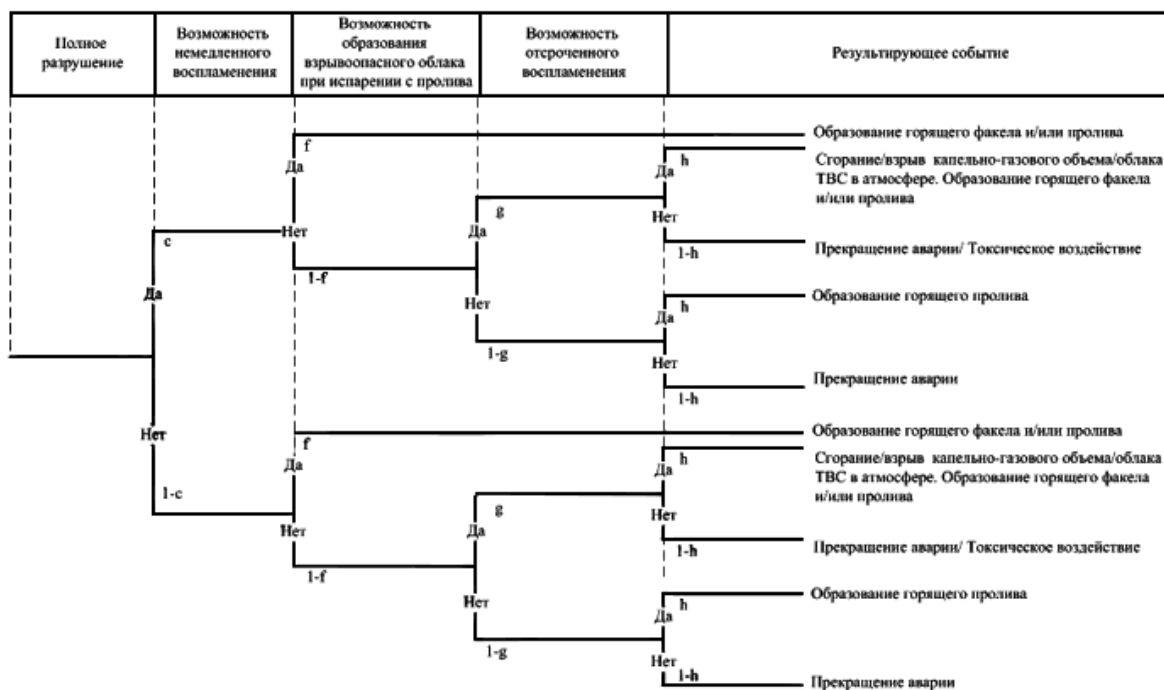 Полное
разрушение
Возможность
немедленного
воспламенения
Возможность
образования
взрывоопасного облака
при испарении с пролива
Возможность
отсроченного
воспламенения
Результирующее событие
f
Да
Образование горящего факела и/или пролива
h
Да
Сгорание/взрыв капельно-газового объема/облака
ТВС в атмосфере. Образование горящего факела
и/или пролива
g
Да
Нет
c
Нет
1-h
Прекращение аварии/ Токсическое воздействие
1-f
Да
Нет
h
Да
Образование горящего пролива
1-g
Нет
1-h
Прекращение аварии
Нет
f
Да
Образование горящего факела и/или пролива
h
Да
Сгорание/взрыв капельно-газового объема/облака
ТВС в атмосфере. Образование горящего факела
и/или пролива
1-c
g
Да
Нет
Нет
1-h
Прекращение аварии/ Токсическое воздействие
1-f
Нет
h
Да
Образование горящего пролива
1-g
Нет
1-h
Прекращение аварии